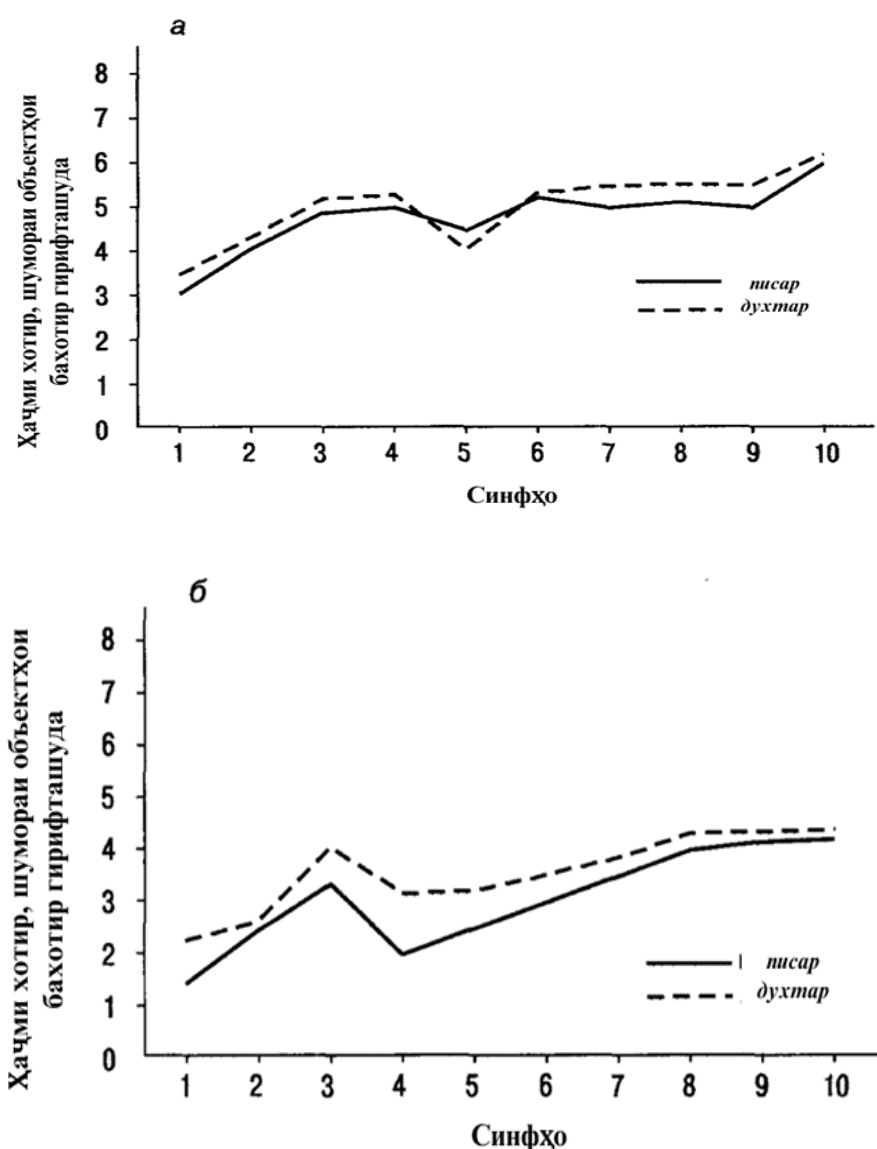 а
Ҳаҷми хотир, шумораи объектҳои
бахотир гирифташуда
8
7
6
5
4
3
2
1
0
писар
духтар
1 2 3 4 5 6 7 8 9 10
Синфҳо
б
Ҳаҷми хотир, шумораи объектҳои
бахотир гирифташуда
8
7
6
5
4
3
2
1
0
писар
духтар
1 2 3 4 5 6 7 8 9 10
Синфҳо